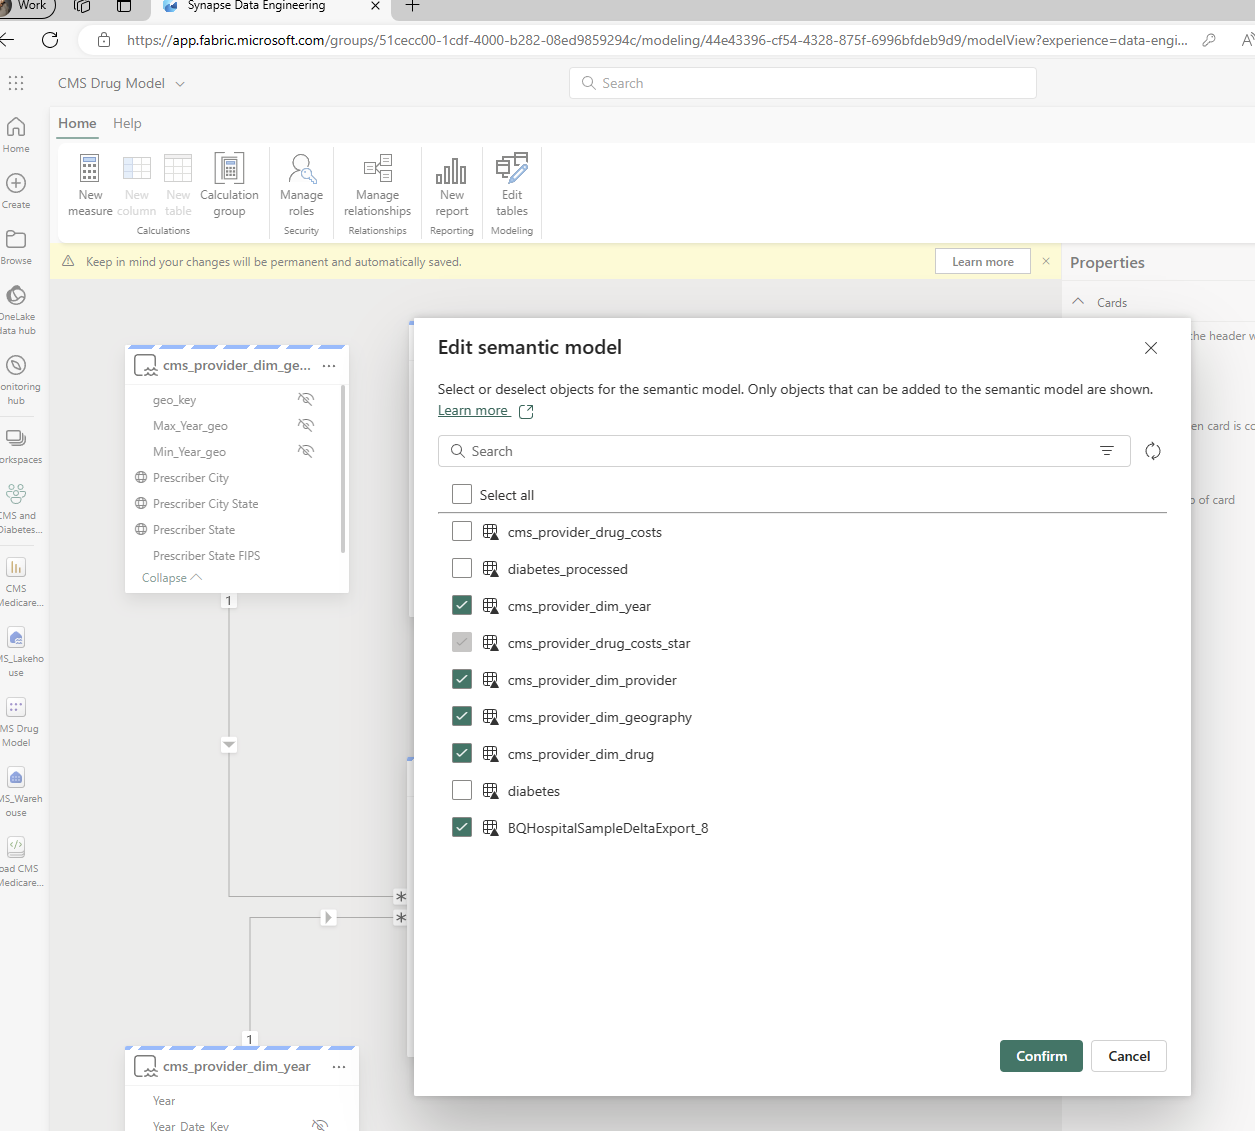 Work
Synapse Data Engineering
https://app.fabric.microsoft.com/groups/51cecc00-1cdf-4000-b282-08ed9859294c/modeling/44e43396-cf54-4328-875f-6996bfdeb9d9/modelView?experience=data-engi...
CMS Drug Model
Search
Home Help
New measure
New column
New table
Calculation group
Calculations
Manage roles
Security
Manage relationships
Relationships
New report
Reporting
Edit tables
Modeling
Keep in mind your changes will be permanent and automatically saved.
Learn more
Properties
Cards
the header w
en card is co
of card
Home
Create
Browse
OneLake
data hub
onitoring
hub
orkspaces
CMS and
Diabetes...
CMS
Medicare...
MS_Lakeho
use
MS Drug
Model
MS_Wareh
ouse
oad CMS
Medicare...
cms_provider_dim_ge... ...
geo_key
Max_Year_geo
Min_Year_geo
Prescriber City
Prescriber City State
Prescriber State
Prescriber State FIPS
Collapse
1
*
*
1
cms_provider_dim_year ...
Year
Year_Date_Key
Edit semantic model
Select or deselect objects for the semantic model. Only objects that can be added to the semantic model are shown.
Learn more
Search
Select all
cms_provider_drug_costs
diabetes_processed
cms_provider_dim_year
cms_provider_drug_costs_star
cms_provider_dim_provider
cms_provider_dim_geography
cms_provider_dim_drug
diabetes
BQHospitalSampleDeltaExport_8
Confirm
Cancel